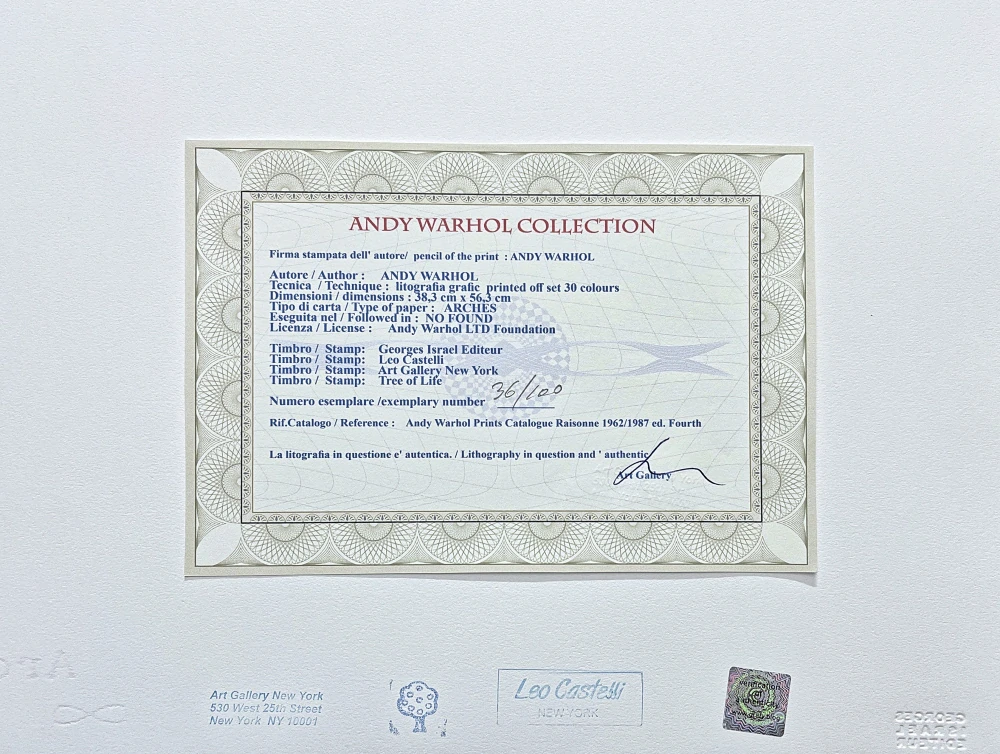 ANDY WARHOL COLLECTION
Firma stampata dell' autore/ pencil of the print : ANDY WARHOL
Autore / Author : ANDY WARHOL
Tecnica / Technique : litografia grafic printed off set 30 colours
Dimensioni / dimensions : 38,3 cm x 56,3 cm
Tipo di carta / Type of paper : ARCHES
Eseguita nel / Followed in : NO FOUND
Licenza / License : Andy Warhol LTD Foundation
Timbro / Stamp: Georges Israel Editeur
Timbro / Stamp: Leo Castelli
Timbro / Stamp: Art Gallery New York
Timbro / Stamp: Tree of Life
Numero esemplare /exemplary number 36/100
Rif.Catalogo / Reference : Andy Warhol Prints Catalogue Raisonne 1962/1987 ed. Fourth
La litografia in questione e' autentica. / Lithography in question and ' authentic
Art Gallery
Art Gallery New York
530 West 25th Street
New York NY 10001
Leo Castelli
NEW YORK
verification
of
authenticity
GEORGES
ISRAEL
EDITEUR